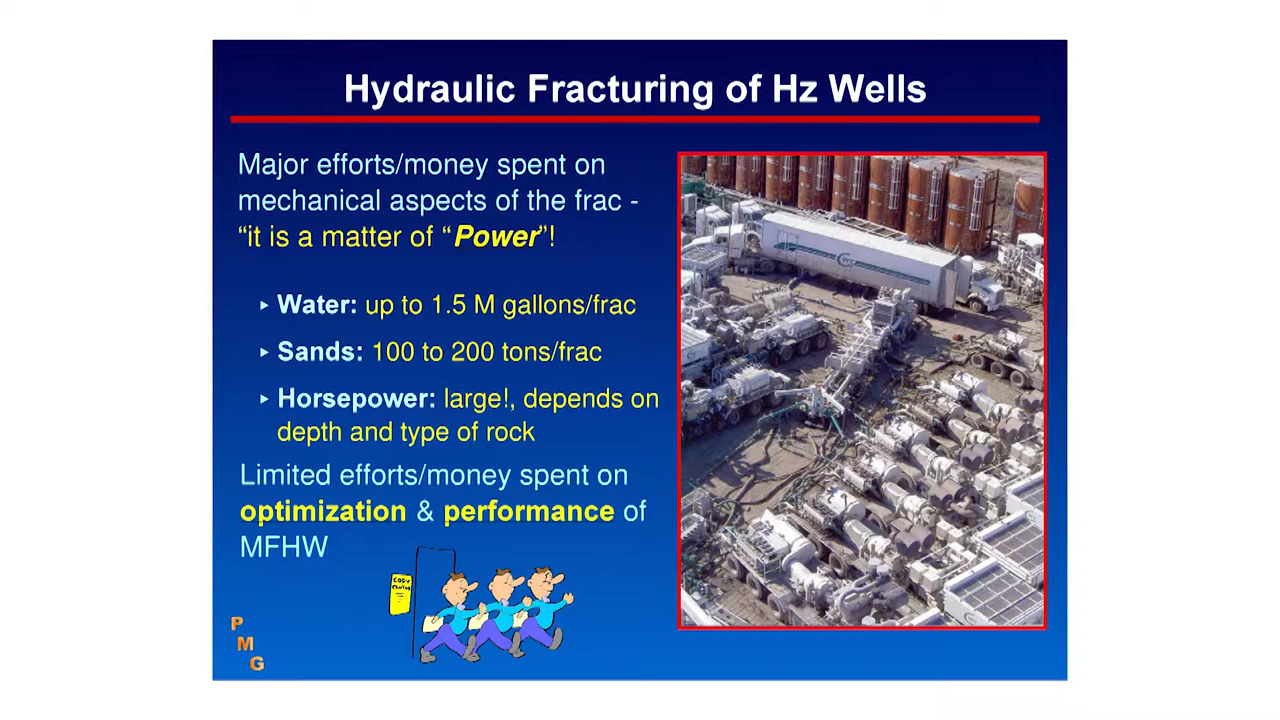 Hydraulic Fracturing of Hz Wells
Major efforts/money spent on
mechanical aspects of the frac -
“it is a matter of “Power”!
▸ Water: up to 1.5 M gallons/frac
▸ Sands: 100 to 200 tons/frac
▸ Horsepower: large!, depends on
depth and type of rock
Limited efforts/money spent on
optimization & performance of
MFHW
COPY
P
M
G